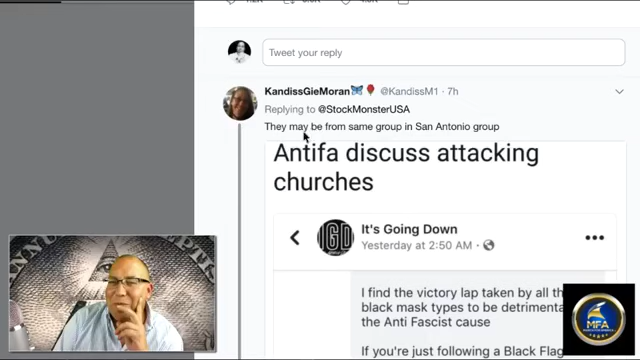 Tweet your reply
KandissGieMoran🦋🌹 @KandissM1 · 7h
Replying to @StockMonsterUSA
They may be from same group in San Antonio group
Antifa discuss attacking
churches
IGD
It's Going Down
Yesterday at 2:50 AM ·
I find the victory lap taken by all
black mask types to be
the Anti Fascist cause
If you're just following a Black Flag
MFA